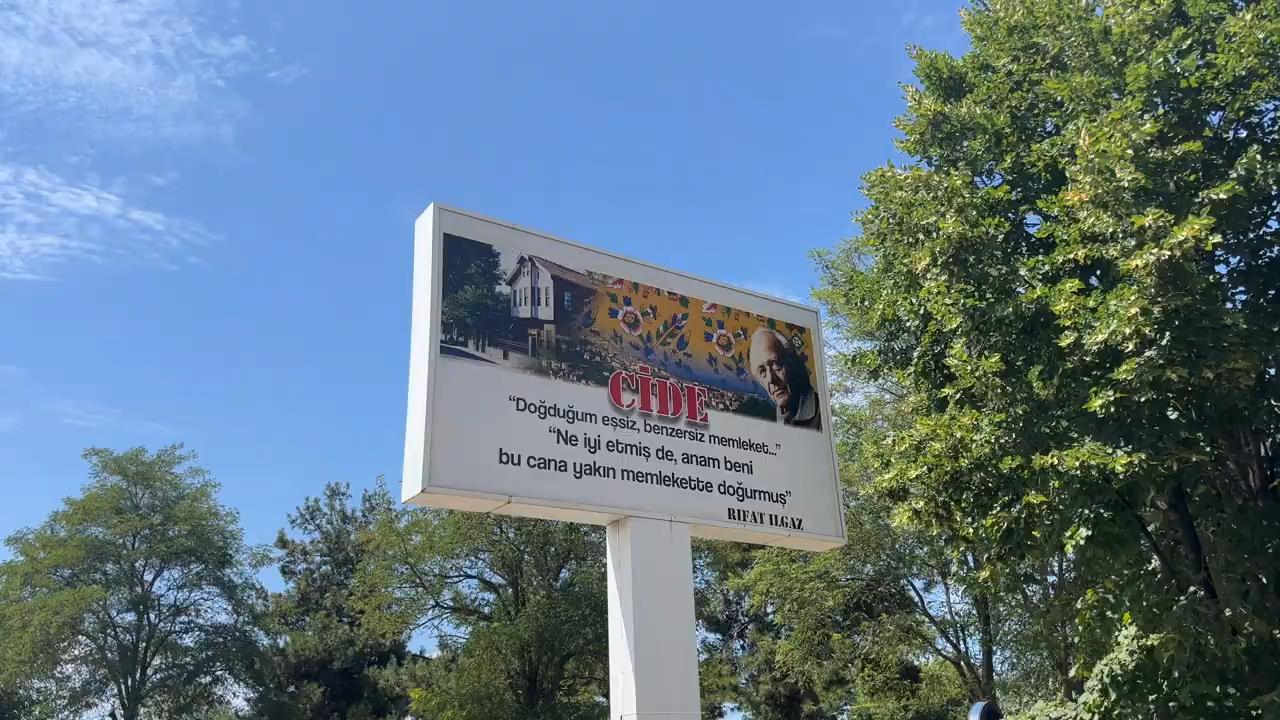 CİDE
“Doğduğum eşsiz, benzersiz memleket...”
“Ne iyi etmiş de, anam beni
bu cana yakın memlekette doğurmuş”
RIFAT ILGAZ